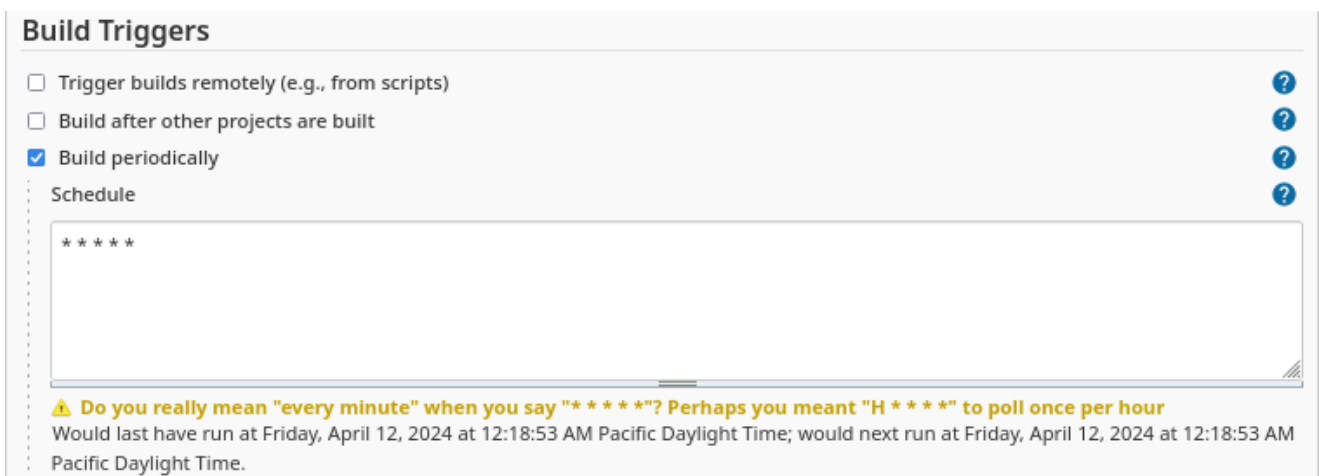 Build Triggers
Trigger builds remotely (e.g., from scripts)
?
Build after other projects are built
?
Build periodically
?
Schedule
?
* * * * *
Do you really mean "every minute" when you say "* * * * *"? Perhaps you meant "H * * * *" to poll once per hour
Would last have run at Friday, April 12, 2024 at 12:18:53 AM Pacific Daylight Time; would next run at Friday, April 12, 2024 at 12:18:53 AM
Pacific Daylight Time.